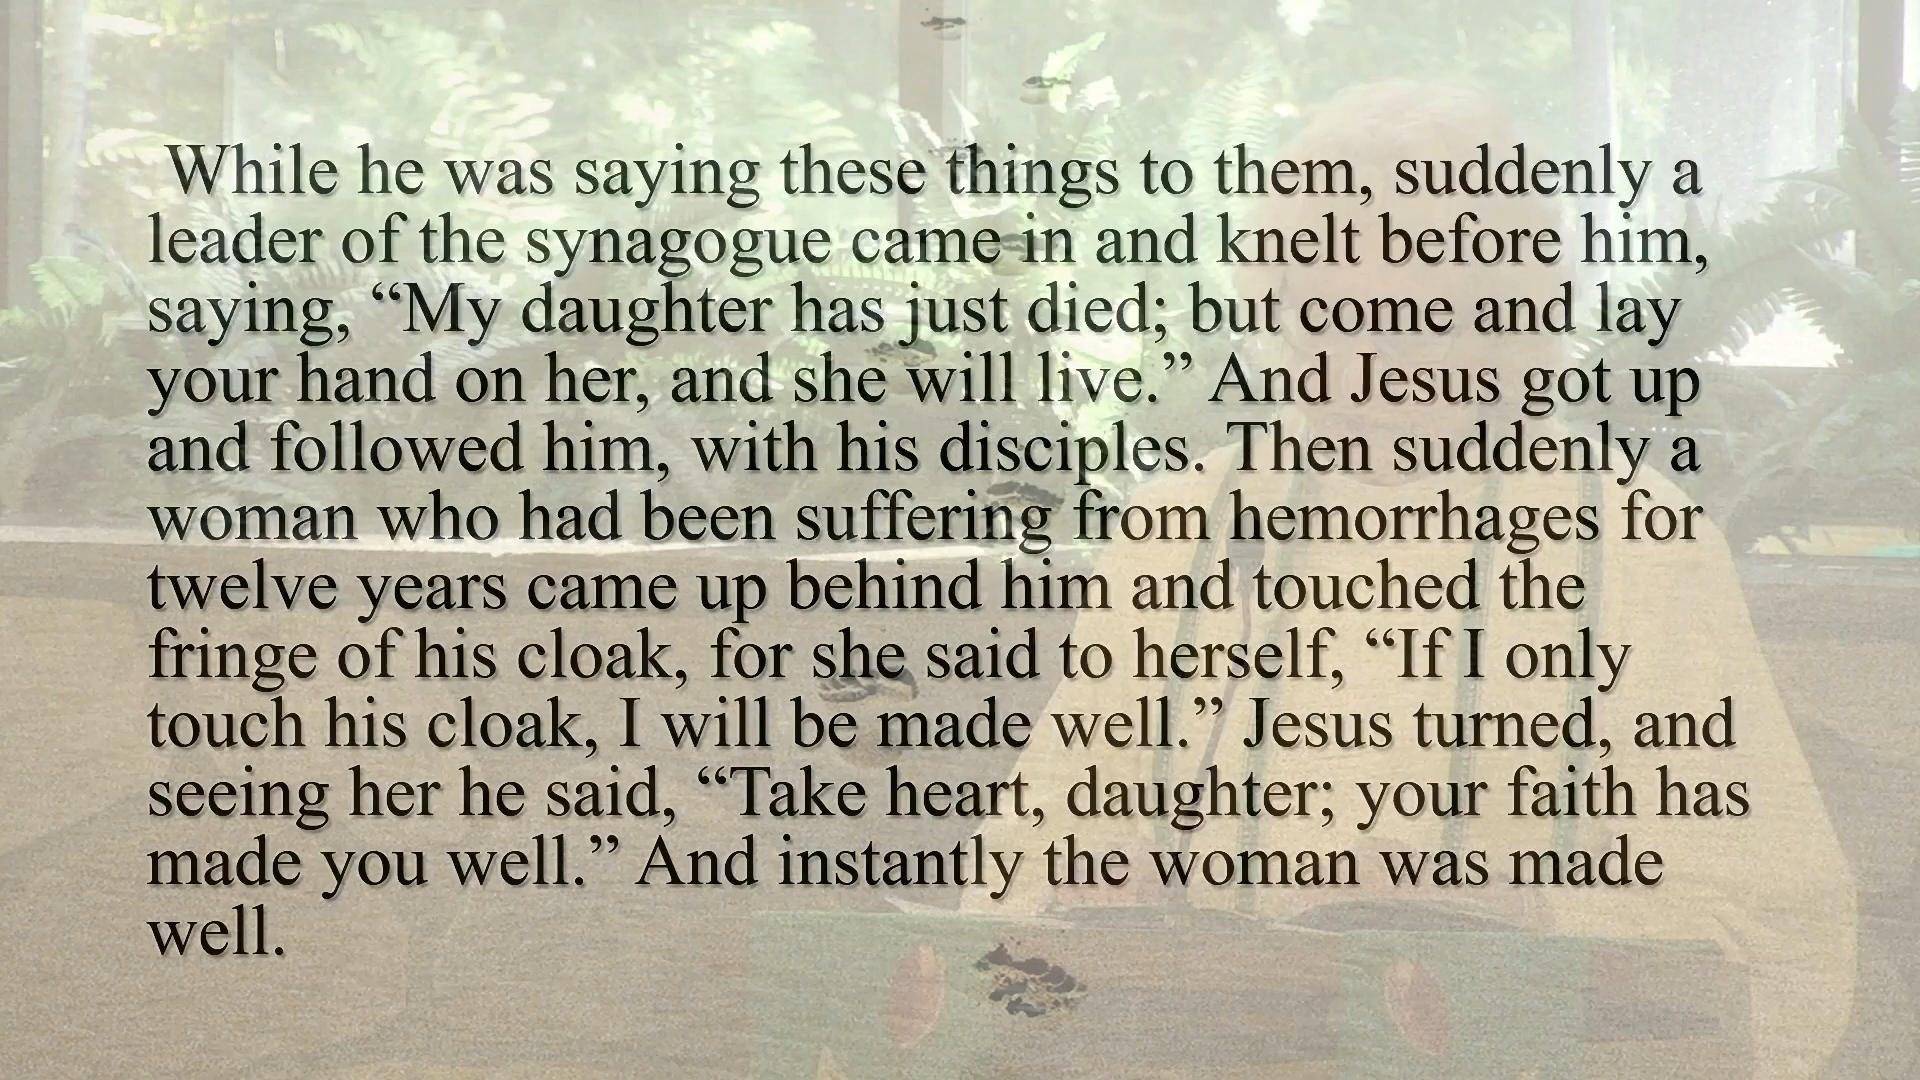 While he was saying these things to them, suddenly a
leader of the synagogue came in and knelt before him,
saying, “My daughter has just died; but come and lay
your hand on her, and she will live.” And Jesus got up
and followed him, with his disciples. Then suddenly a
woman who had been suffering from hemorrhages for
twelve years came up behind him and touched the
fringe of his cloak, for she said to herself, “If I only
touch his cloak, I will be made well.” Jesus turned, and
seeing her he said, “Take heart, daughter; your faith has
made you well.” And instantly the woman was made
well.